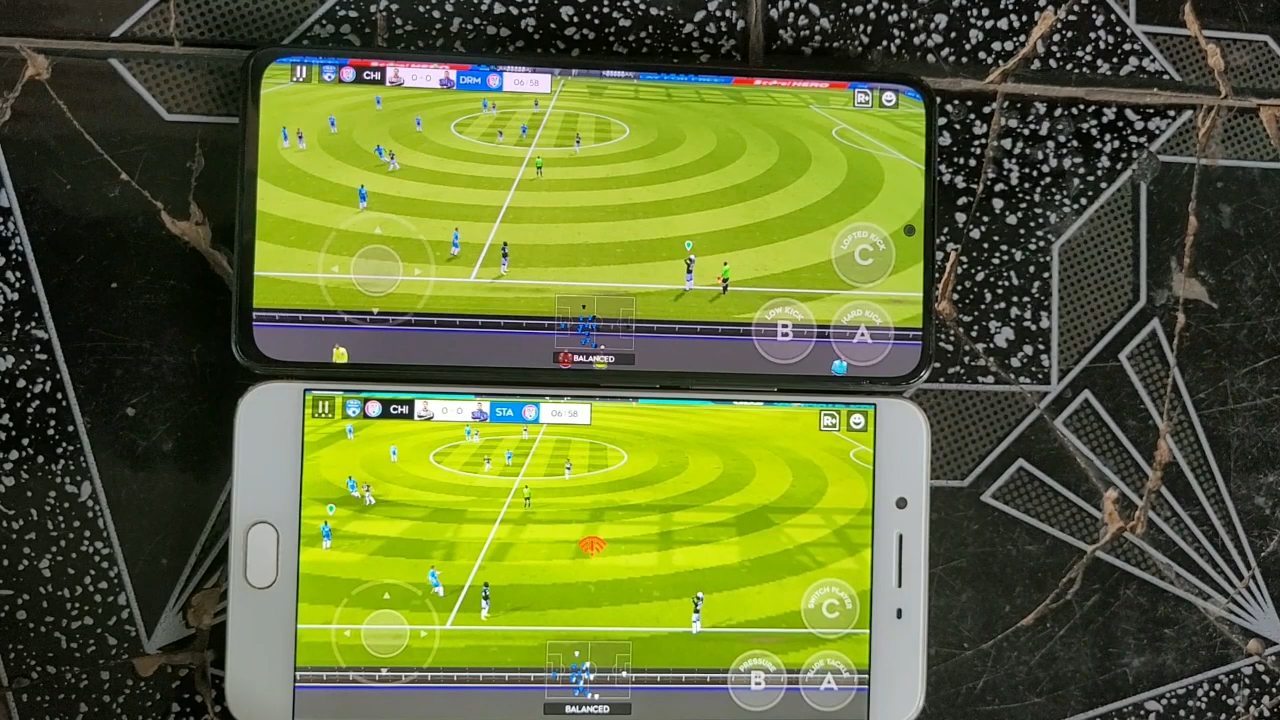 CHI 0 - 0 DRM 06:58
R+
LOFTED KICK
C
LOW KICK
B
HARD KICK
A
BALANCED
CHI 0 - 0 STA 06:58
R+
SWITCH PLAYER
C
PRESSURE
B
SLIDE TACKLE
A
BALANCED